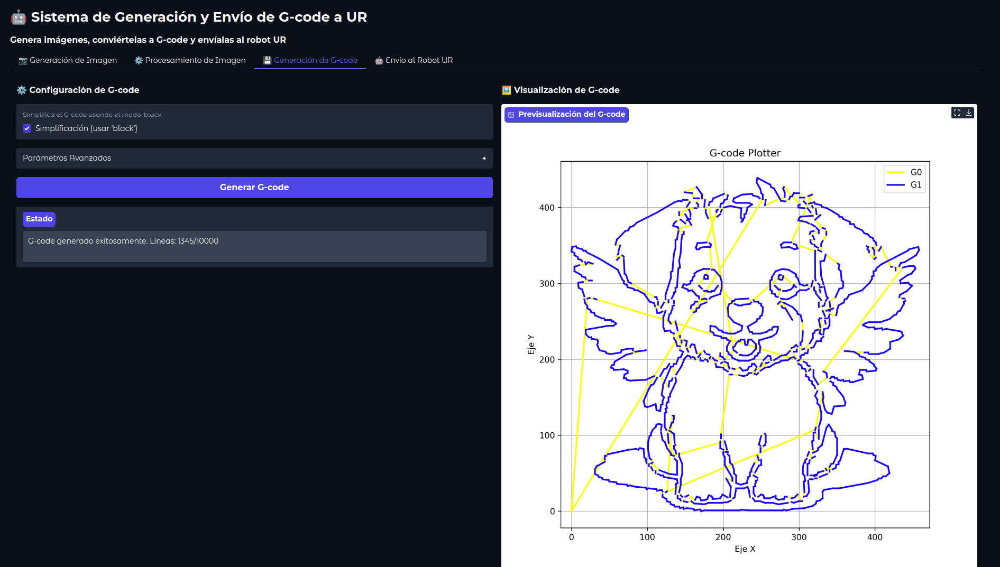 🤖 Sistema de Generación y Envío de G-code a UR
Genera imágenes, conviértelas a G-code y envíalas al robot UR
📷 Generación de Imagen ⚙️ Procesamiento de Imagen 💾 Generación de G-code 🤖 Envío al Robot UR
⚙️ Configuración de G-code
Simplifica el G-code usando el modo 'black'
Simplificación (usar 'black')
Parámetros Avanzados
Generar G-code
Estado
G-code generado exitosamente. Líneas: 1345/10000
🖼️ Visualización de G-code
Previsualización del G-code
G-code Plotter
G0
G1
400
300
200
100
0
Eje Y
0 100 200 300 400
Eje X